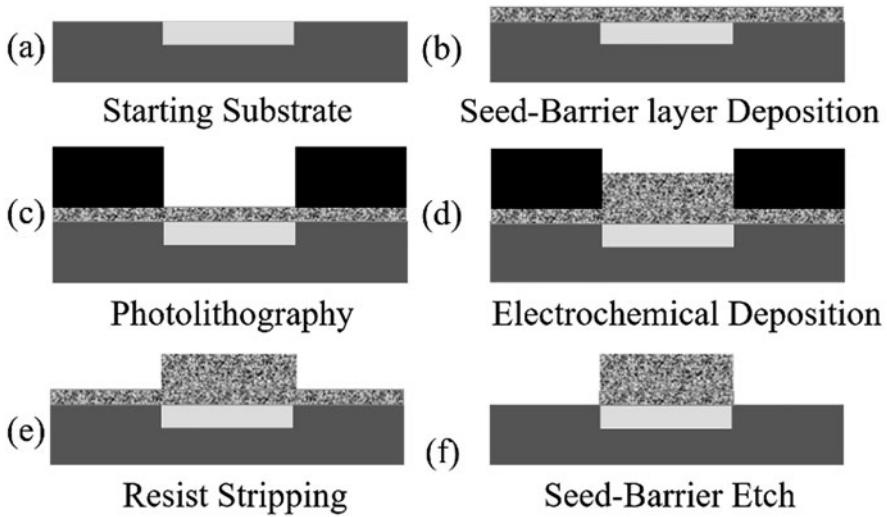 (a)
Starting Substrate
(b)
Seed-Barrier layer Deposition
(c)
Photolithography
(d)
Electrochemical Deposition
(e)
Resist Stripping
(f)
Seed-Barrier Etch